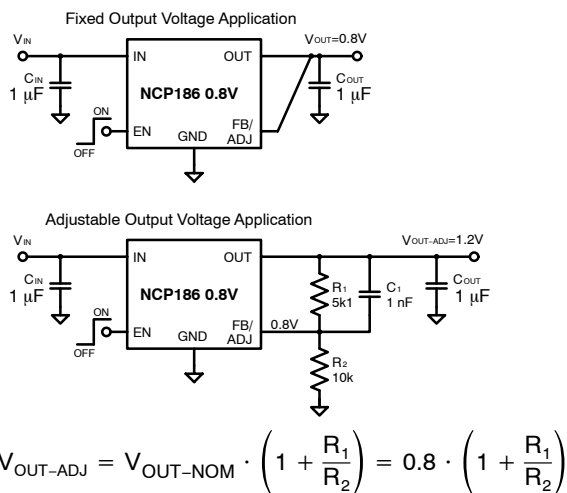 Fixed Output Voltage Application
VIN
VOUT=0.8V
IN
OUT
CIN
1 μF
NCP186 0.8V
COUT
1 μF
ON
OFF
EN
GND
FB/
ADJ
Adjustable Output Voltage Application
VIN
VOUT-ADJ=1.2V
IN
OUT
CIN
1 μF
NCP186 0.8V
R1
5k1
C1
1 nF
COUT
1 μF
ON
OFF
EN
GND
FB/
ADJ
0.8V
R2
10k
VOUT-ADJ = VOUT-NOM · (1 + R1/R2) = 0.8 · (1 + R1/R2)